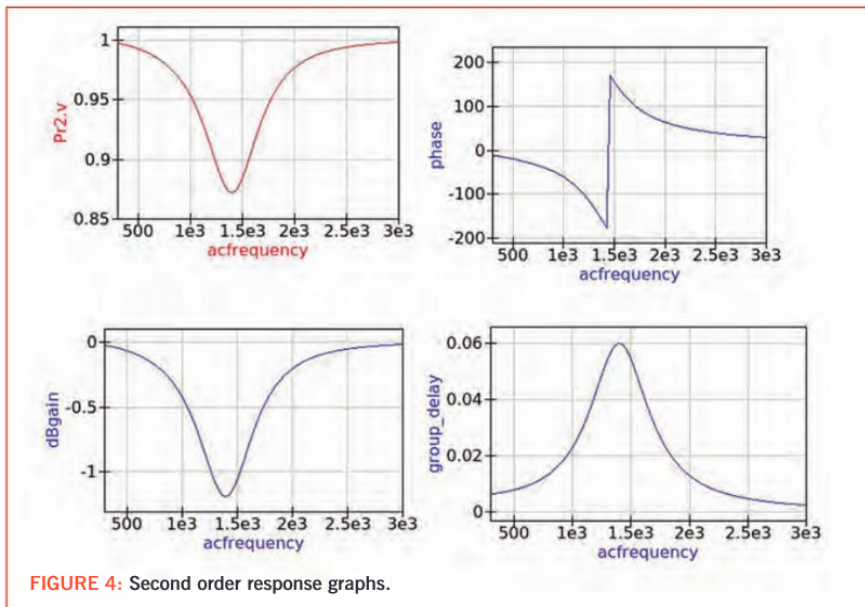 1
0.95
0.9
0.85
Pr2.v
500 1e3 1.5e3 2e3 2.5e3 3e3
acfrequency
200
100
0
-100
-200
phase
500 1e3 1.5e3 2e3 2.5e3 3e3
acfrequency
0
-0.5
-1
dBgain
500 1e3 1.5e3 2e3 2.5e3 3e3
acfrequency
0.06
0.04
0.02
0
group_delay
500 1e3 1.5e3 2e3 2.5e3 3e3
acfrequency
FIGURE 4: Second order response graphs.